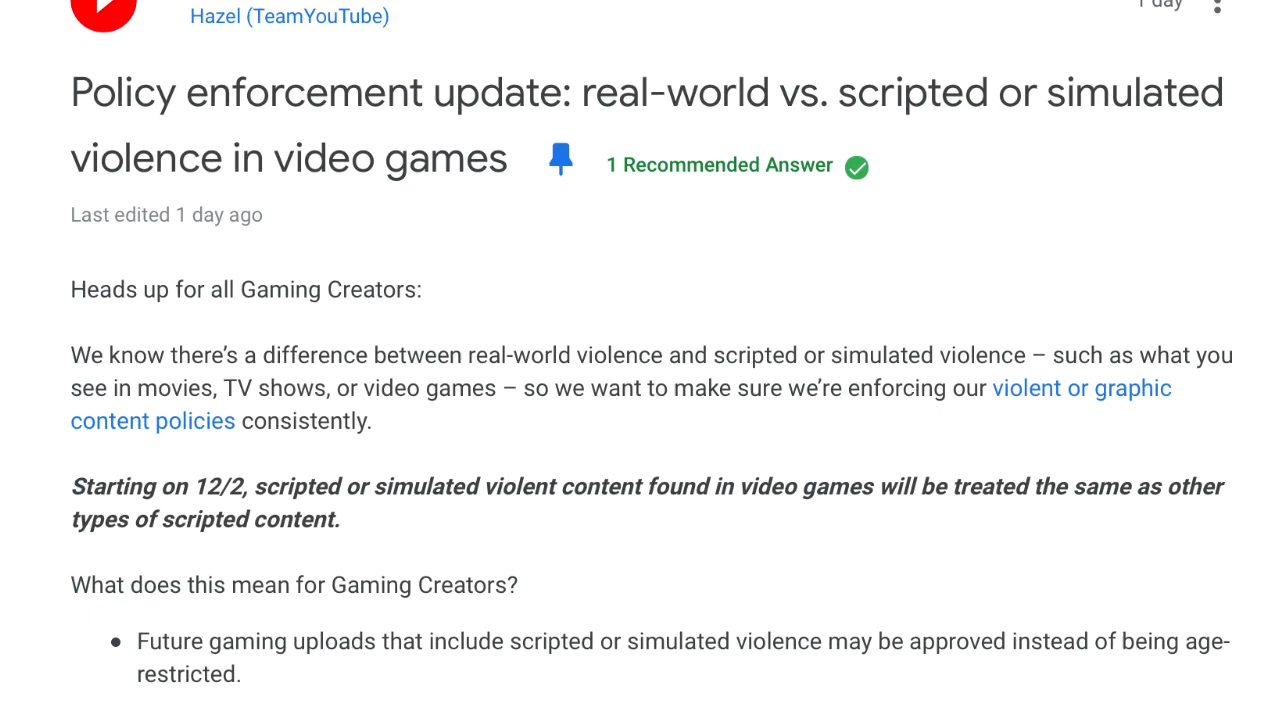 Hazel (TeamYouTube)
1 day
Policy enforcement update: real-world vs. scripted or simulated
violence in video games 1 Recommended Answer
Last edited 1 day ago
Heads up for all Gaming Creators:
We know there’s a difference between real-world violence and scripted or simulated violence – such as what you
see in movies, TV shows, or video games – so we want to make sure we’re enforcing our violent or graphic
content policies consistently.
Starting on 12/2, scripted or simulated violent content found in video games will be treated the same as other
types of scripted content.
What does this mean for Gaming Creators?
● Future gaming uploads that include scripted or simulated violence may be approved instead of being age-
restricted.